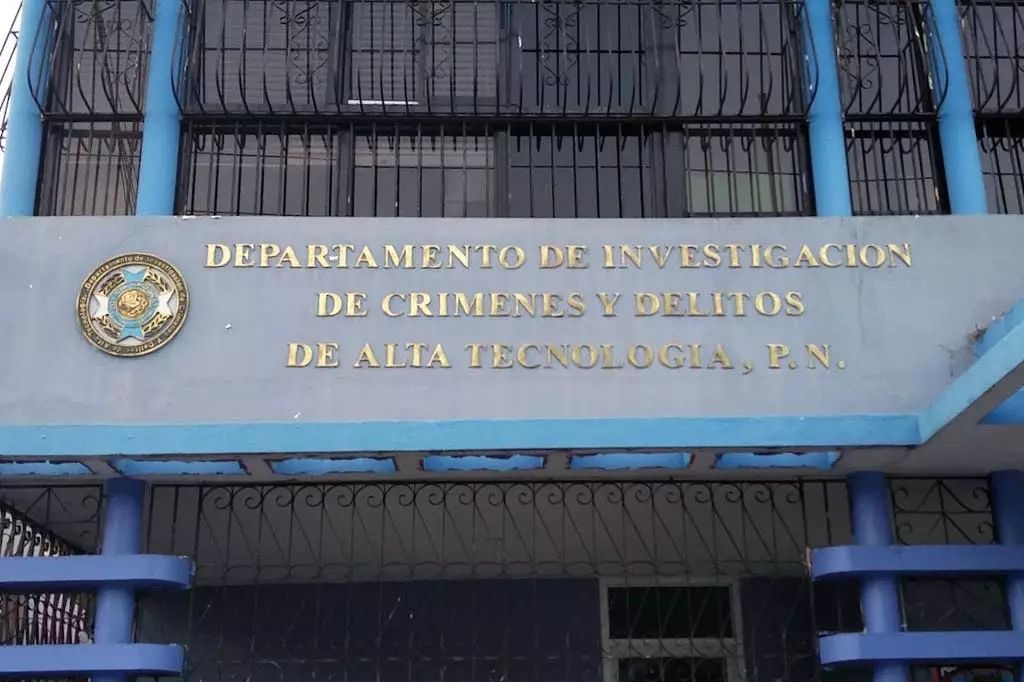 DEPARTAMENTO DE INVESTIGACION
DE CRIMENES Y DELITOS
DE ALTA TECNOLOGIA, P.N.